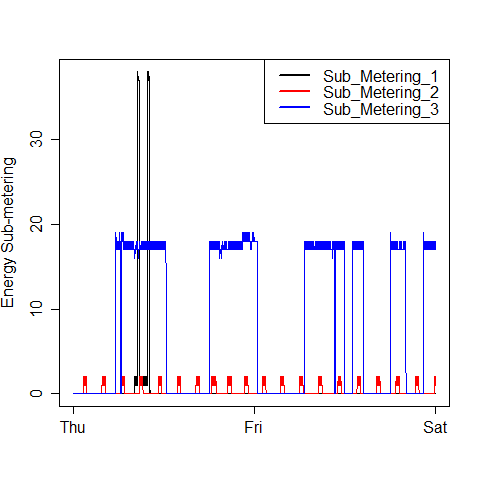 Sub_Metering_1
Sub_Metering_2
Sub_Metering_3
Energy Sub-metering
30
20
10
0
Thu Fri Sat